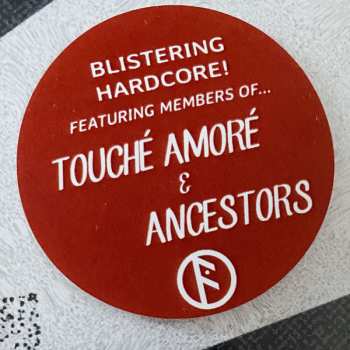 BLISTERING
HARDCORE!
FEATURING MEMBERS OF...
TOUCHÉ AMORÉ
&
ANCESTORS